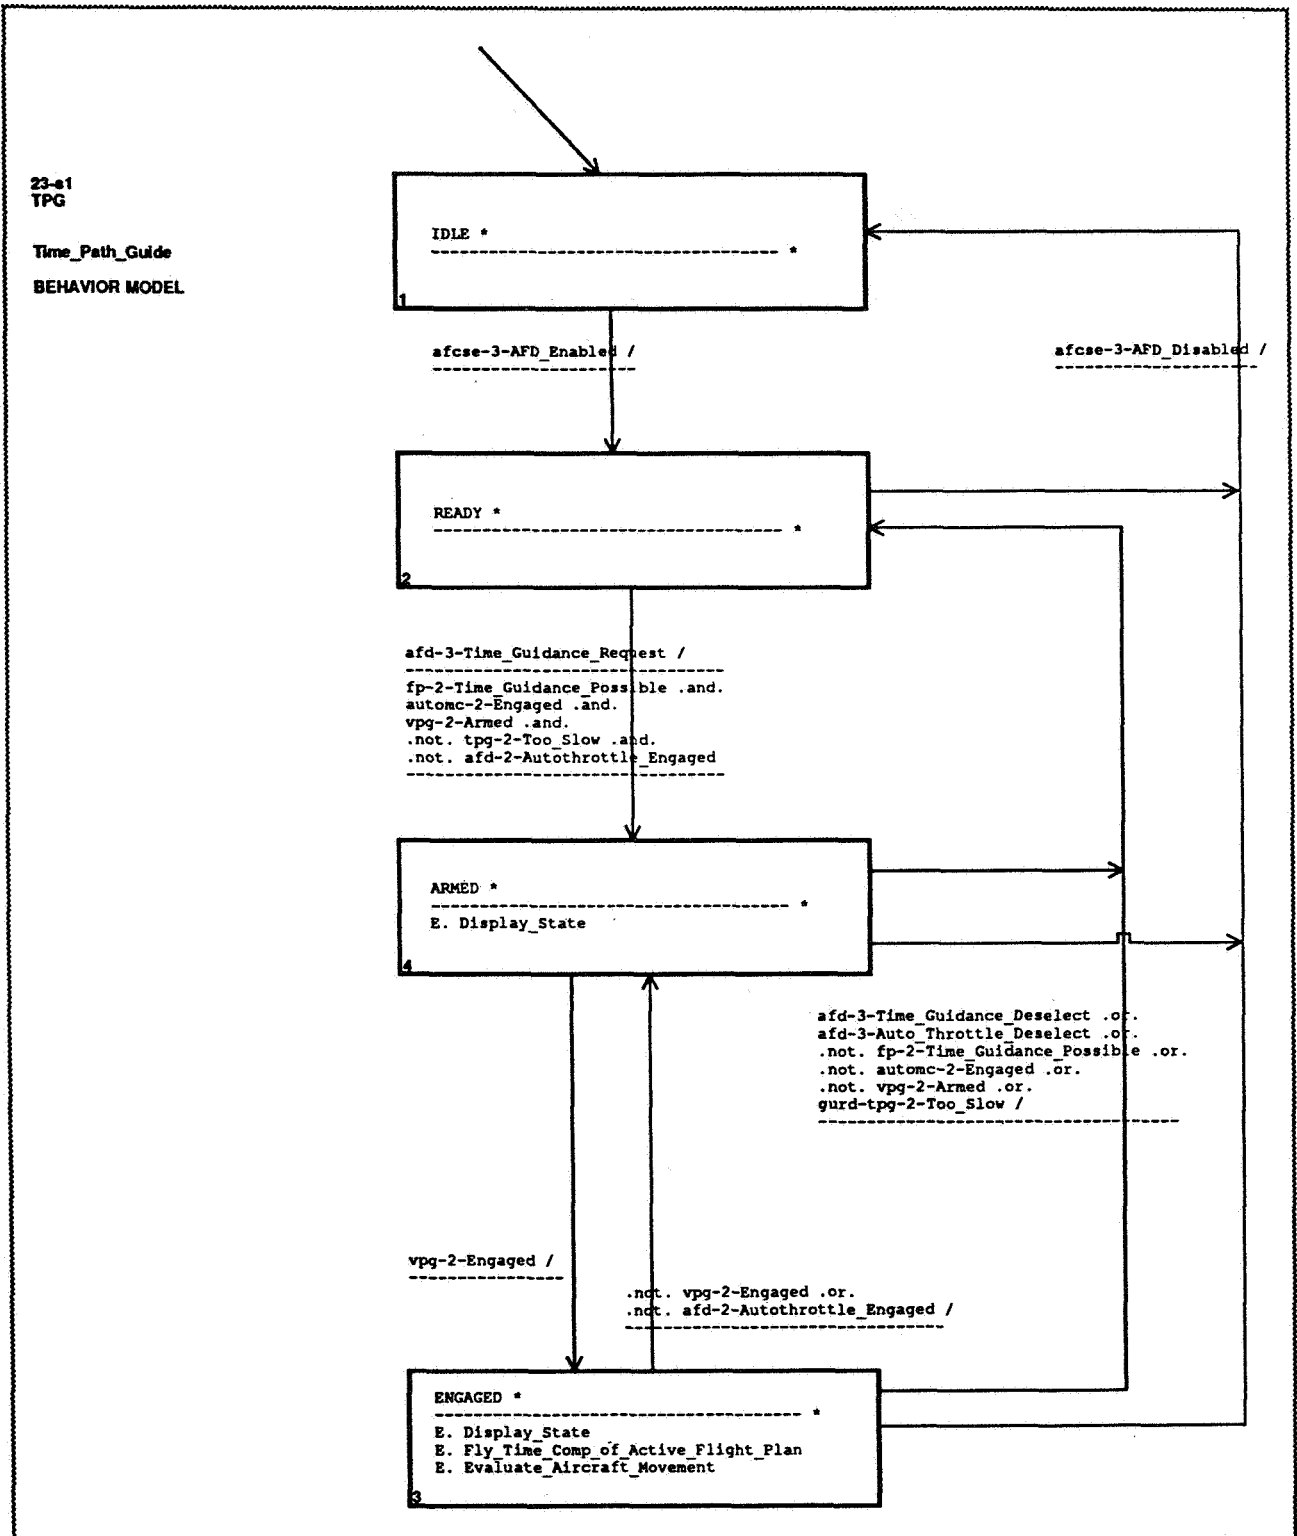 23-s1
TPG
Time_Path_Guide
BEHAVIOR MODEL
IDLE *
---------------------------------- *
1
afcse-3-AFD_Enabled /
--------------------
afcse-3-AFD_Disabled /
--------------------
READY *
---------------------------------- *
2
afd-3-Time_Guidance_Request /
-------------------------------
fp-2-Time_Guidance_Possible .and.
automc-2-Engaged .and.
vpg-2-Armed .and.
.not. tpg-2-Too_Slow .and.
.not. afd-2-Autothrottle_Engaged
-------------------------------
ARMED *
----------------------------------- *
E. Display_State
4
afd-3-Time_Guidance_Deselect .or.
afd-3-Auto_Throttle_Deselect .or.
.not. fp-2-Time_Guidance_Possible .or.
.not. automc-2-Engaged .or.
.not. vpg-2-Armed .or.
gurd-tpg-2-Too_Slow /
-----------------------------------
vpg-2-Engaged /
---------------
.not. vpg-2-Engaged .or.
.not. afd-2-Autothrottle_Engaged /
-------------------------------
ENGAGED *
------------------------------------ *
E. Display_State
E. Fly_Time_Comp_of_Active_Flight_Plan
E. Evaluate_Aircraft_Movement
3